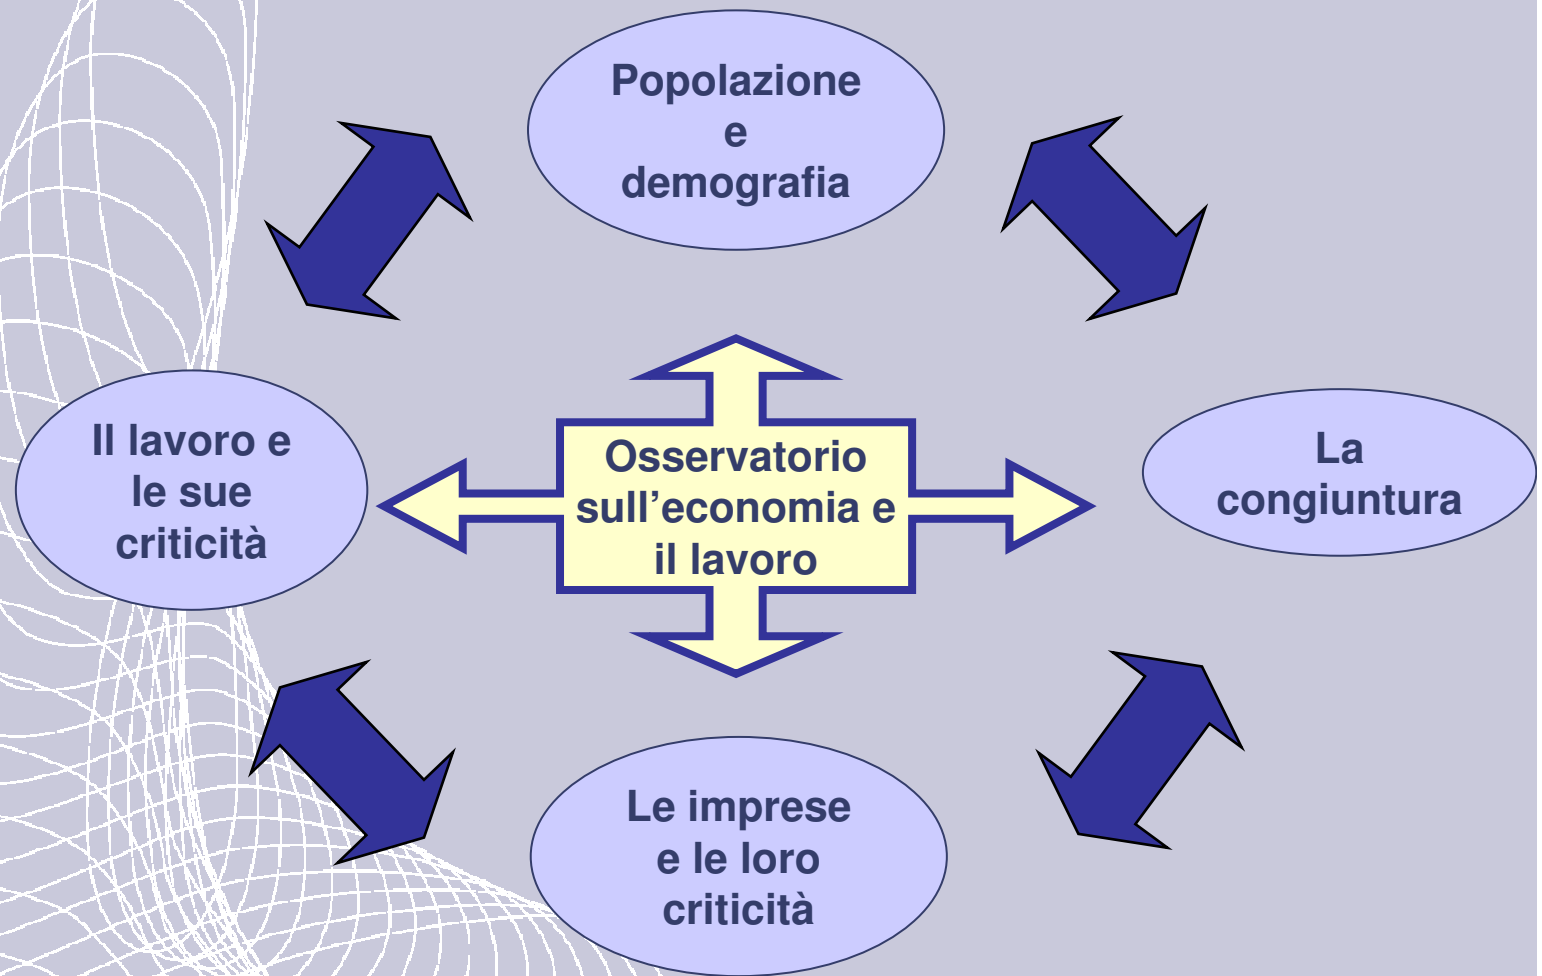 Popolazione
e
demografia
Il lavoro e
le sue
criticità
Osservatorio
sull’economia e
il lavoro
La
congiuntura
Le imprese
e le loro
criticità